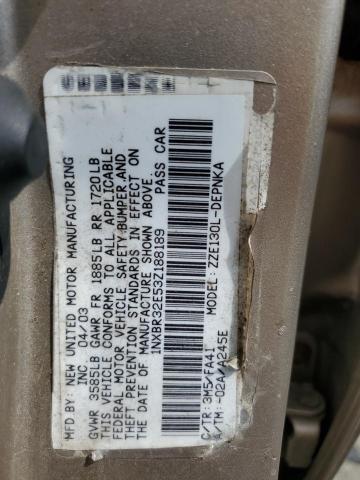 MFD. BY: NEW UNITED MOTOR MANUFACTURING
INC 04/03
GVWR 3585LB GAWR FR 1885LB RR 1720LB
THIS VEHICLE CONFORMS TO ALL APPLICABLE
FEDERAL MOTOR VEHICLE SAFETY, BUMPER, AND
THEFT PREVENTION STANDARDS IN EFFECT ON
THE DATE OF MANUFACTURE SHOWN ABOVE.
1NXBR32E53Z188189 PASS CAR
MODEL: ZZE130L-DEPNKA
C/TR: 3M5/FA41
A/TM: -02A/A245E